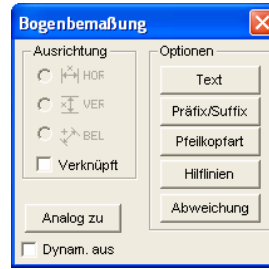 Bogenbemaßung
Ausrichtung
HOR
VER
BEL
Verknüpft
Analog zu
Dynam. aus
Optionen
Text
Präfix/Suffix
Pfeilkopfart
Hilflinien
Abweichung